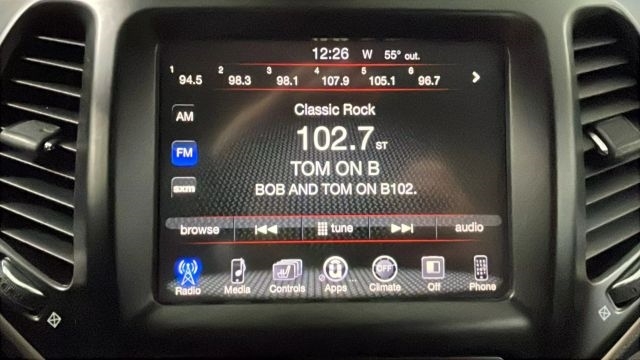 12:26 W 55° out.
1 94.5 2 98.3 3 98.1 4 107.9 5 105.1 6 96.7
Classic Rock
AM
102.7 ST
FM
TOM ON B
BOB AND TOM ON B102.
sxm
browse tune audio
OFF
Radio Media Controls Apps Climate Off Phone